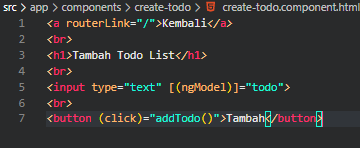 src > app > components > create-todo > create-todo.component.html
1 <a routerLink="/">Kembali</a>
2 <br>
3 <h1>Tambah Todo List</h1>
4 <br>
5 <input type="text" [(ngModel)]="todo">
6 <br>
7 <button (click)="addTodo()">Tambah</button>